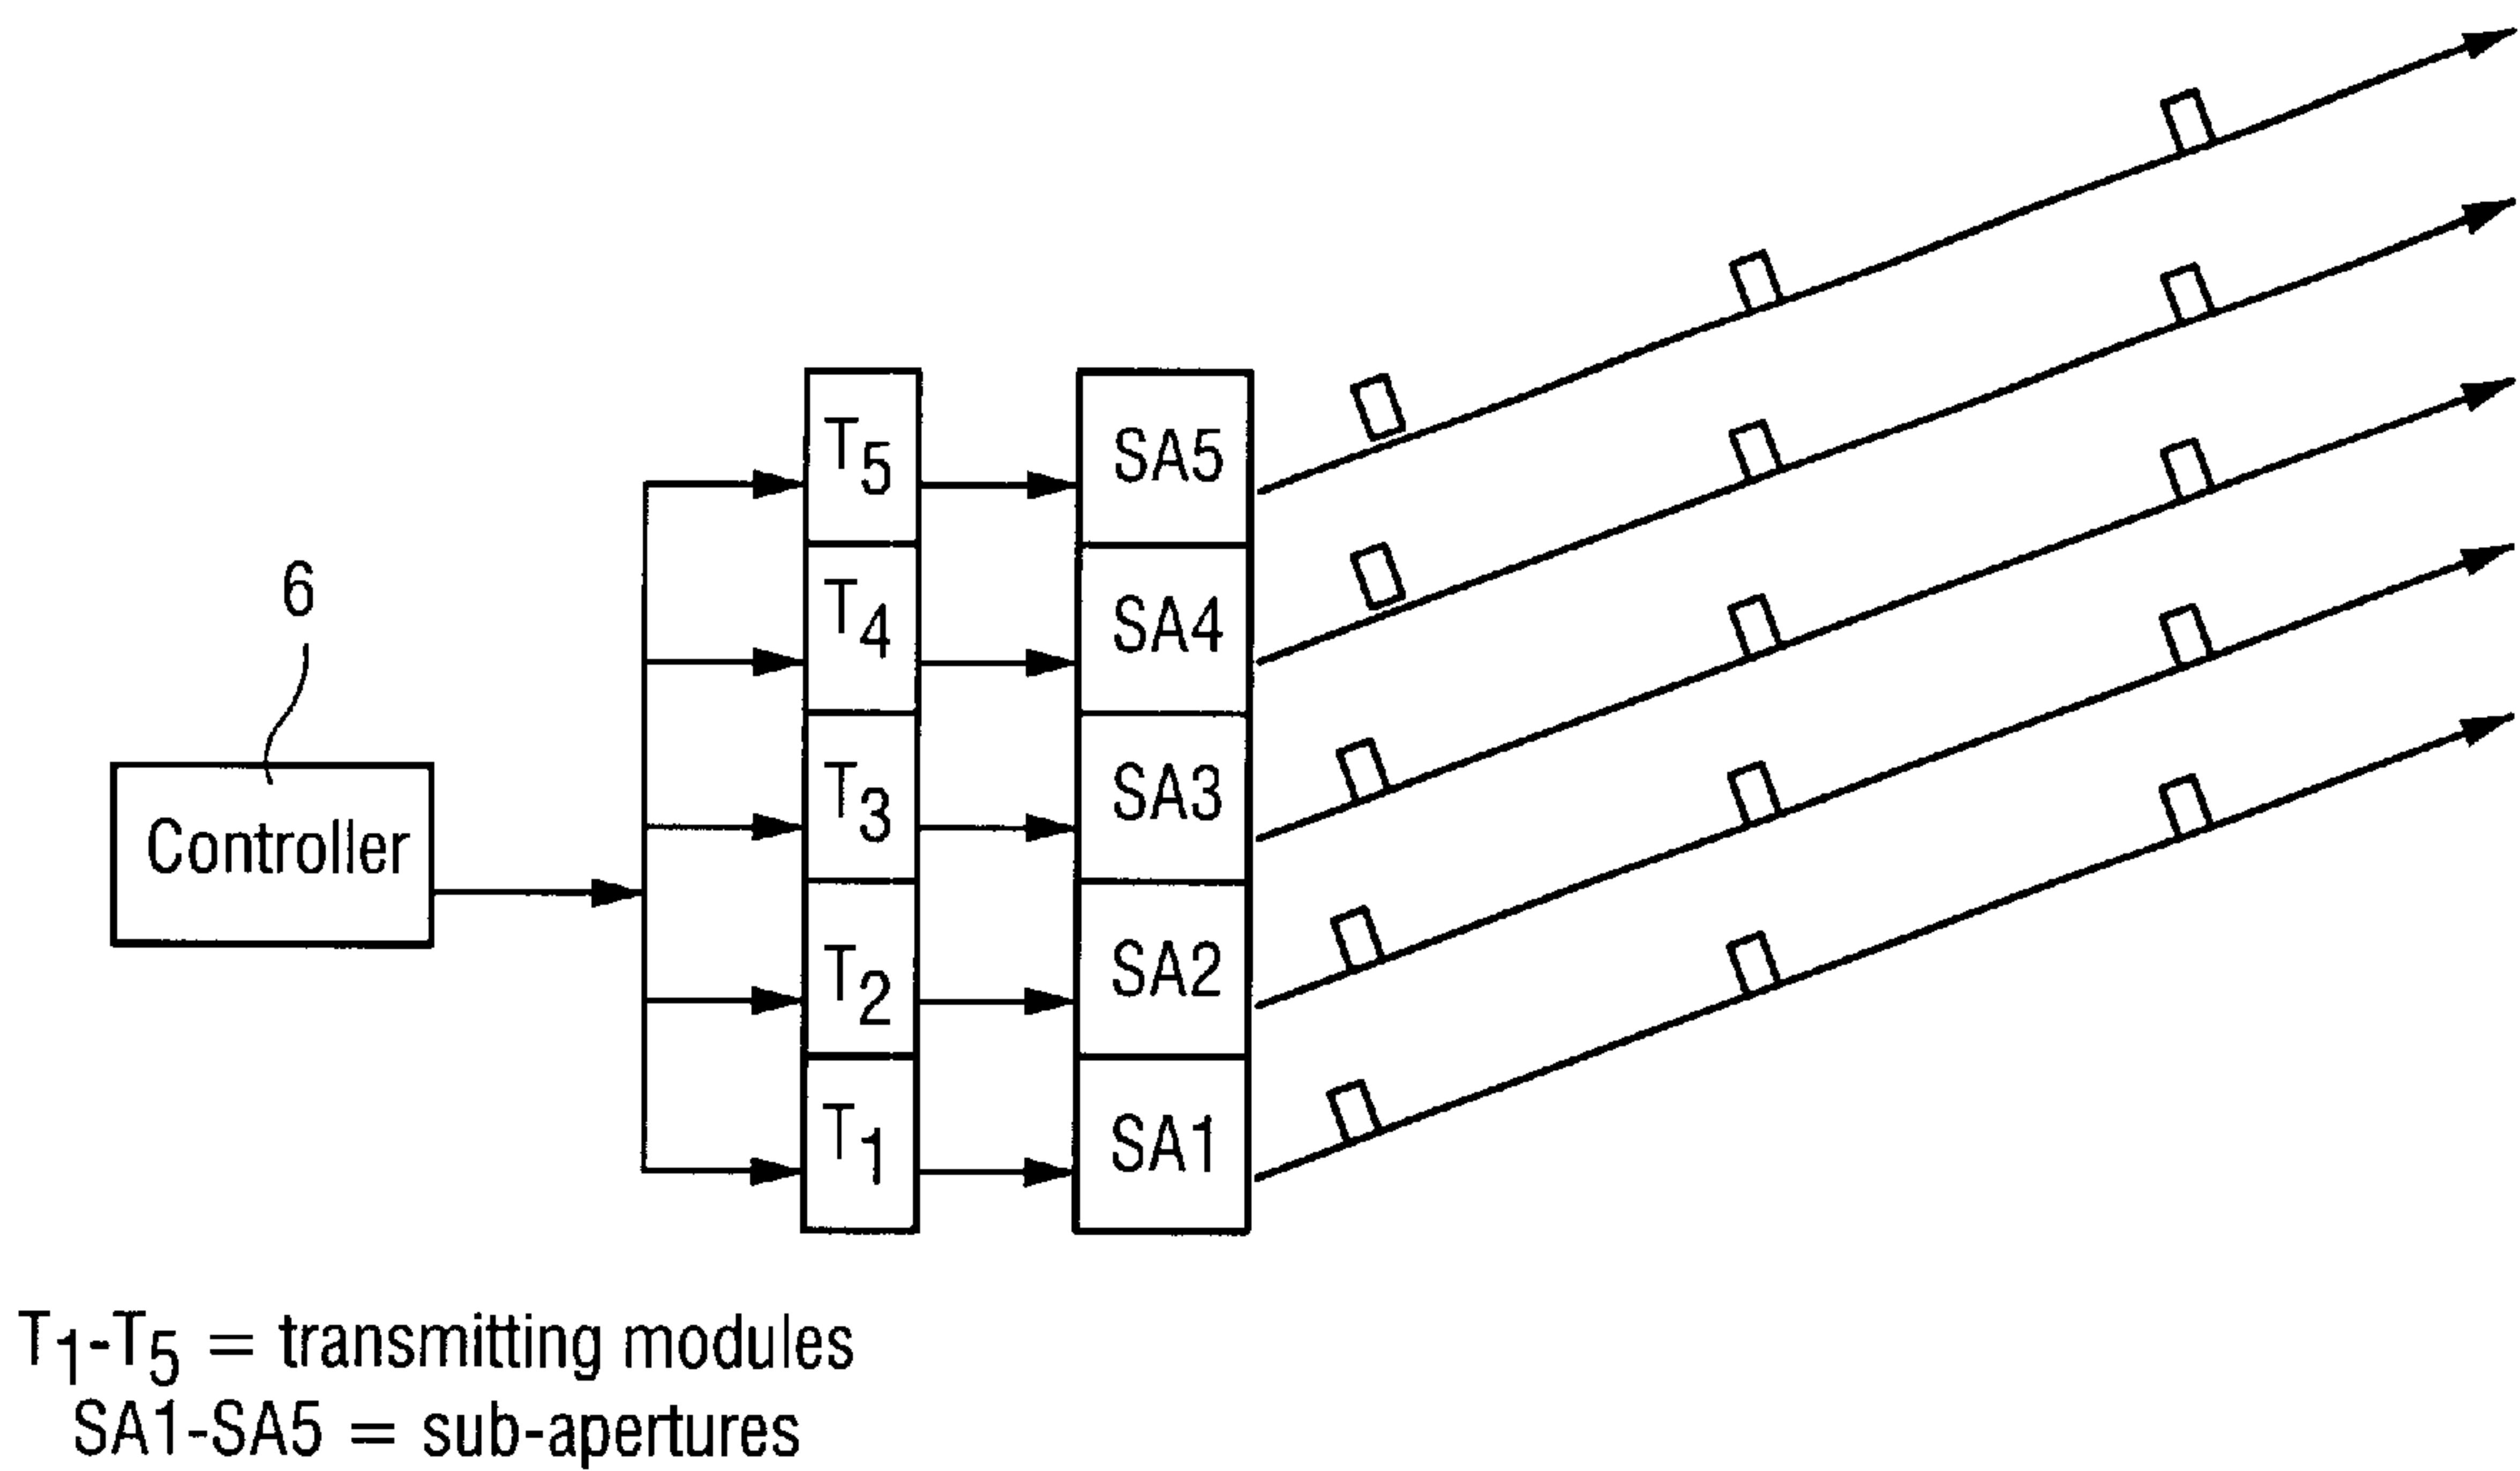 6
Controller
T5
T4
T3
T2
T1
SA5
SA4
SA3
SA2
SA1
T1-T5 = transmitting modules
SA1-SA5 = sub-apertures